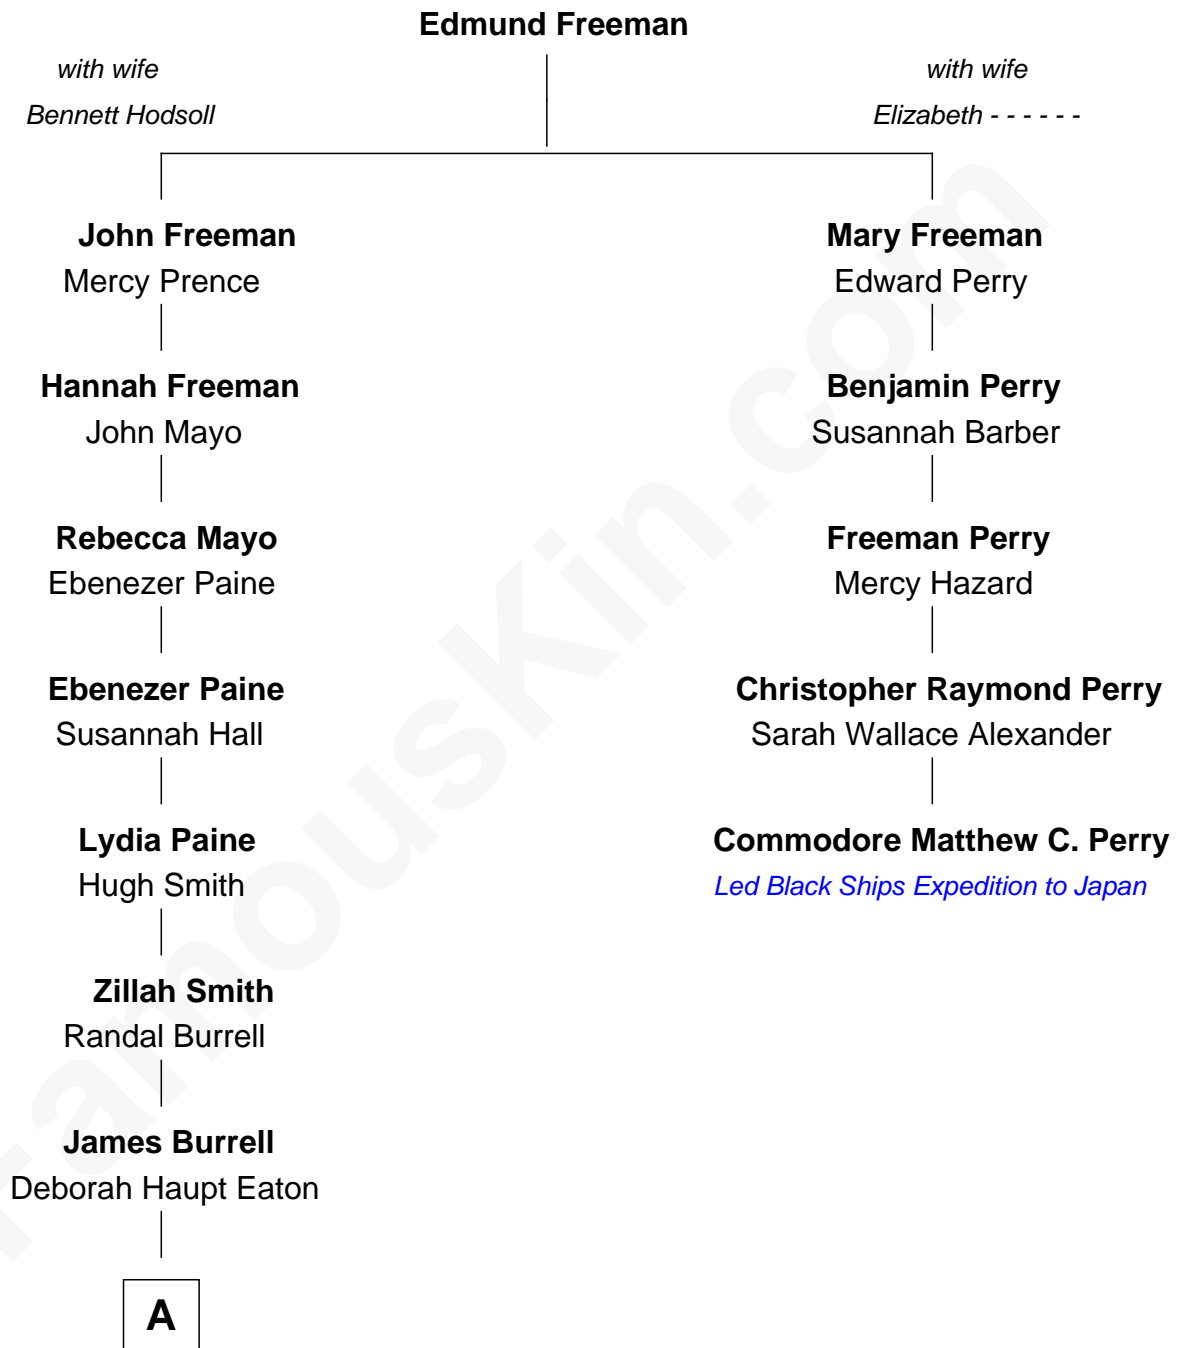 Edmund Freeman
with wife
Bennett Hodsoll
with wife
Elizabeth - - - - - -
John Freeman
Mercy Prence
Mary Freeman
Edward Perry
Hannah Freeman
John Mayo
Benjamin Perry
Susannah Barber
Rebecca Mayo
Ebenezer Paine
Freeman Perry
Mercy Hazard
Ebenezer Paine
Susannah Hall
Christopher Raymond Perry
Sarah Wallace Alexander
Lydia Paine
Hugh Smith
Commodore Matthew C. Perry
Led Black Ships Expedition to Japan
Zillah Smith
Randal Burrell
James Burrell
Deborah Haupt Eaton
A
FamousKin.com